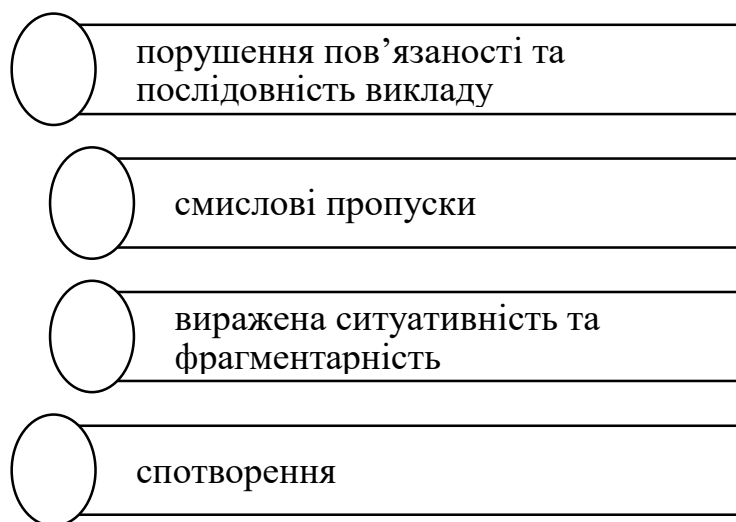 порушення пов’язаності та
послідовність викладу
смислові пропуски
виражена ситуативність та
фрагментарність
спотворення